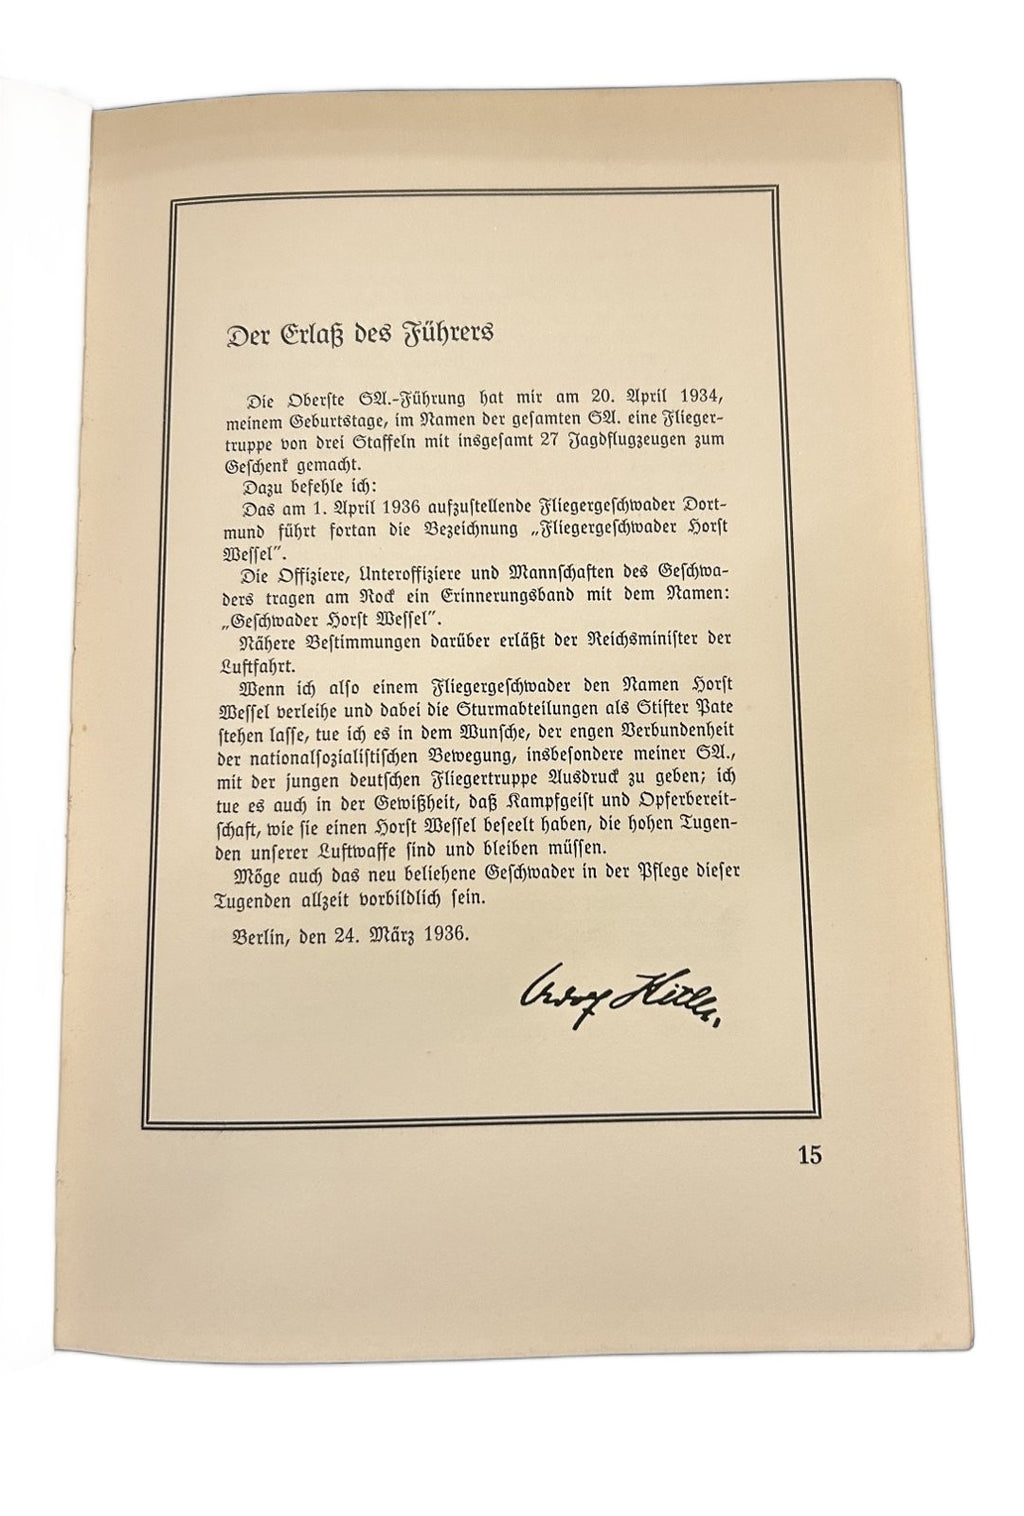 Der Erlaß des Führers
Die Oberste SA.-Führung hat mir am 20. April 1934,
meinem Geburtstage, im Namen der gesamten SA. eine Flieger-
truppe von drei Staffeln mit insgesamt 27 Jagdflugzeugen zum
Geschenk gemacht.
Dazu befehle ich:
Das am 1. April 1936 aufzustellende Fliegergeschwader Dort-
mund führt fortan die Bezeichnung „Fliegergeschwader Horst
Wessel".
Die Offiziere, Unteroffiziere und Mannschaften des Geschwa-
ders tragen am Rock ein Erinnerungsband mit dem Namen:
„Geschwader Horst Wessel".
Nähere Bestimmungen darüber erläßt der Reichsminister der
Luftfahrt.
Wenn ich also einem Fliegergeschwader den Namen Horst
Wessel verleihe und dabei die Sturmabteilungen als Stifter Pate
stehen lasse, tue ich es in dem Wunsche, der engen Verbundenheit
der nationalsozialistischen Bewegung, insbesondere meiner SA.,
mit der jungen deutschen Fliegertruppe Ausdruck zu geben; ich
tue es auch in der Gewißheit, daß Kampfgeist und Opferbereit-
schaft, wie sie einen Horst Wessel beseelt haben, die hohen Tugen-
den unserer Luftwaffe sind und bleiben müssen.
Möge auch das neu beliehene Geschwader in der Pflege dieser
Tugenden allzeit vorbildlich sein.
Berlin, den 24. März 1936.
Adolf Hitler.
15